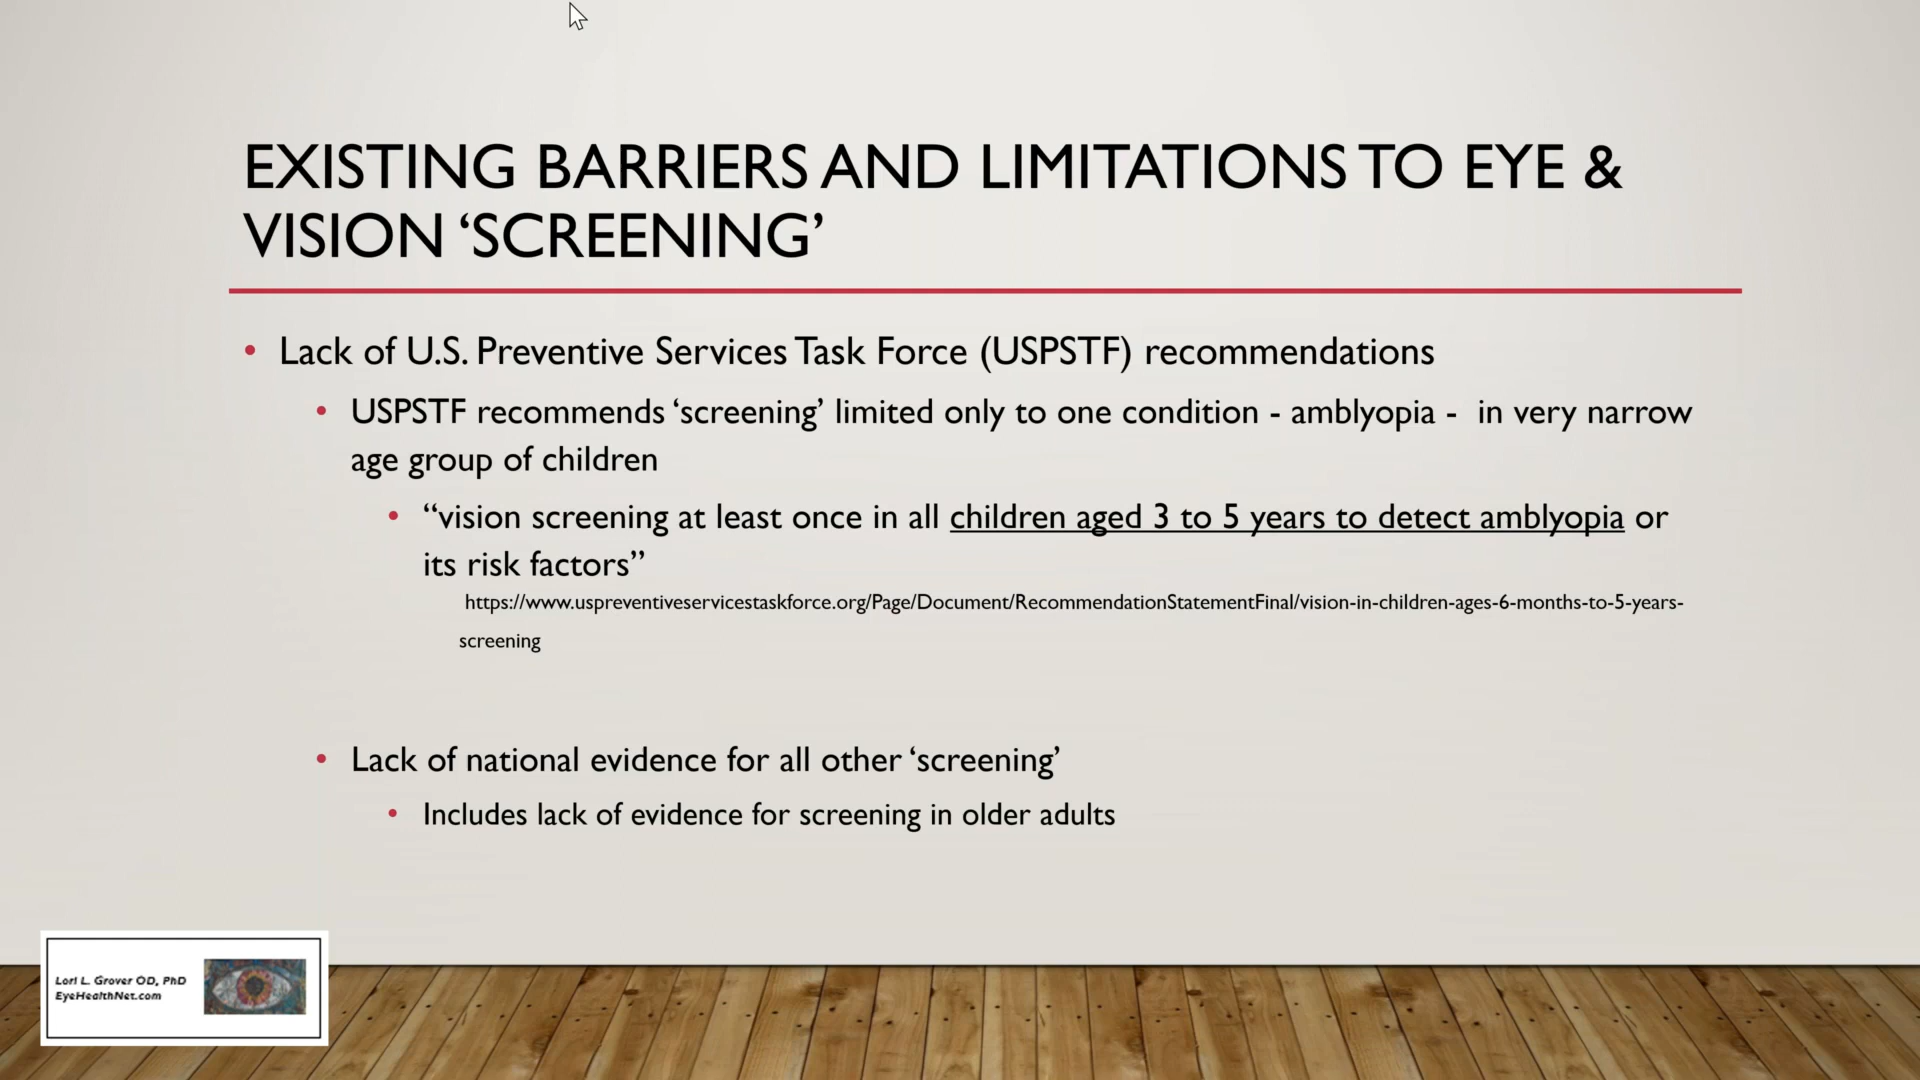 EXISTING BARRIERS AND LIMITATIONS TO EYE &
VISION ‘SCREENING’
• Lack of U.S. Preventive Services Task Force (USPSTF) recommendations
• USPSTF recommends ‘screening’ limited only to one condition - amblyopia - in very narrow
age group of children
• “vision screening at least once in all children aged 3 to 5 years to detect amblyopia or
its risk factors”
https://www.uspreventiveservicestaskforce.org/Page/Document/RecommendationStatementFinal/vision-in-children-ages-6-months-to-5-years-
screening
• Lack of national evidence for all other ‘screening’
• Includes lack of evidence for screening in older adults
Lori L. Grover OD, PhD
EyeHealthNet.com